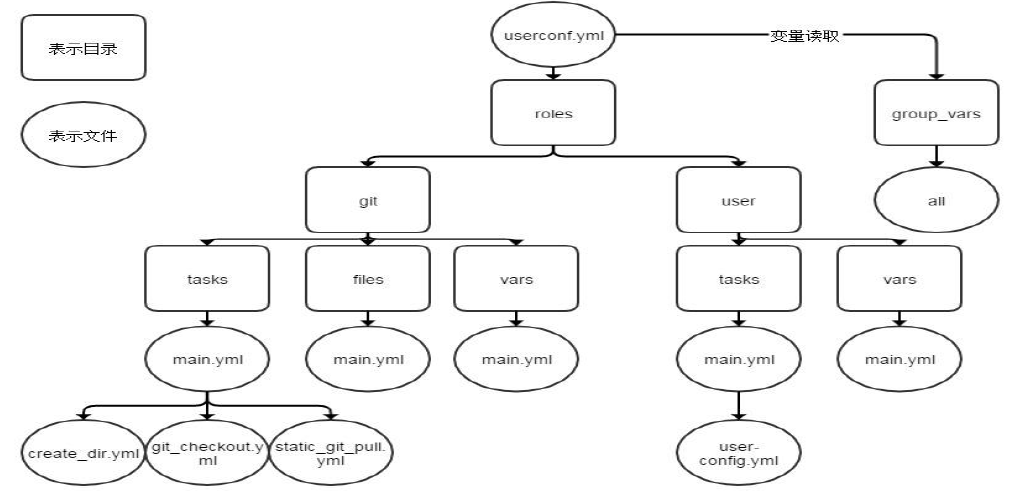 表示目录
表示文件
userconf.yml
变量读取
roles
group_vars
git
user
all
tasks
files
vars
tasks
vars
main.yml
main.yml
main.yml
main.yml
main.yml
create_dir.yml
git_checkout.y
ml
static_git_pull.
yml
user-
config.yml